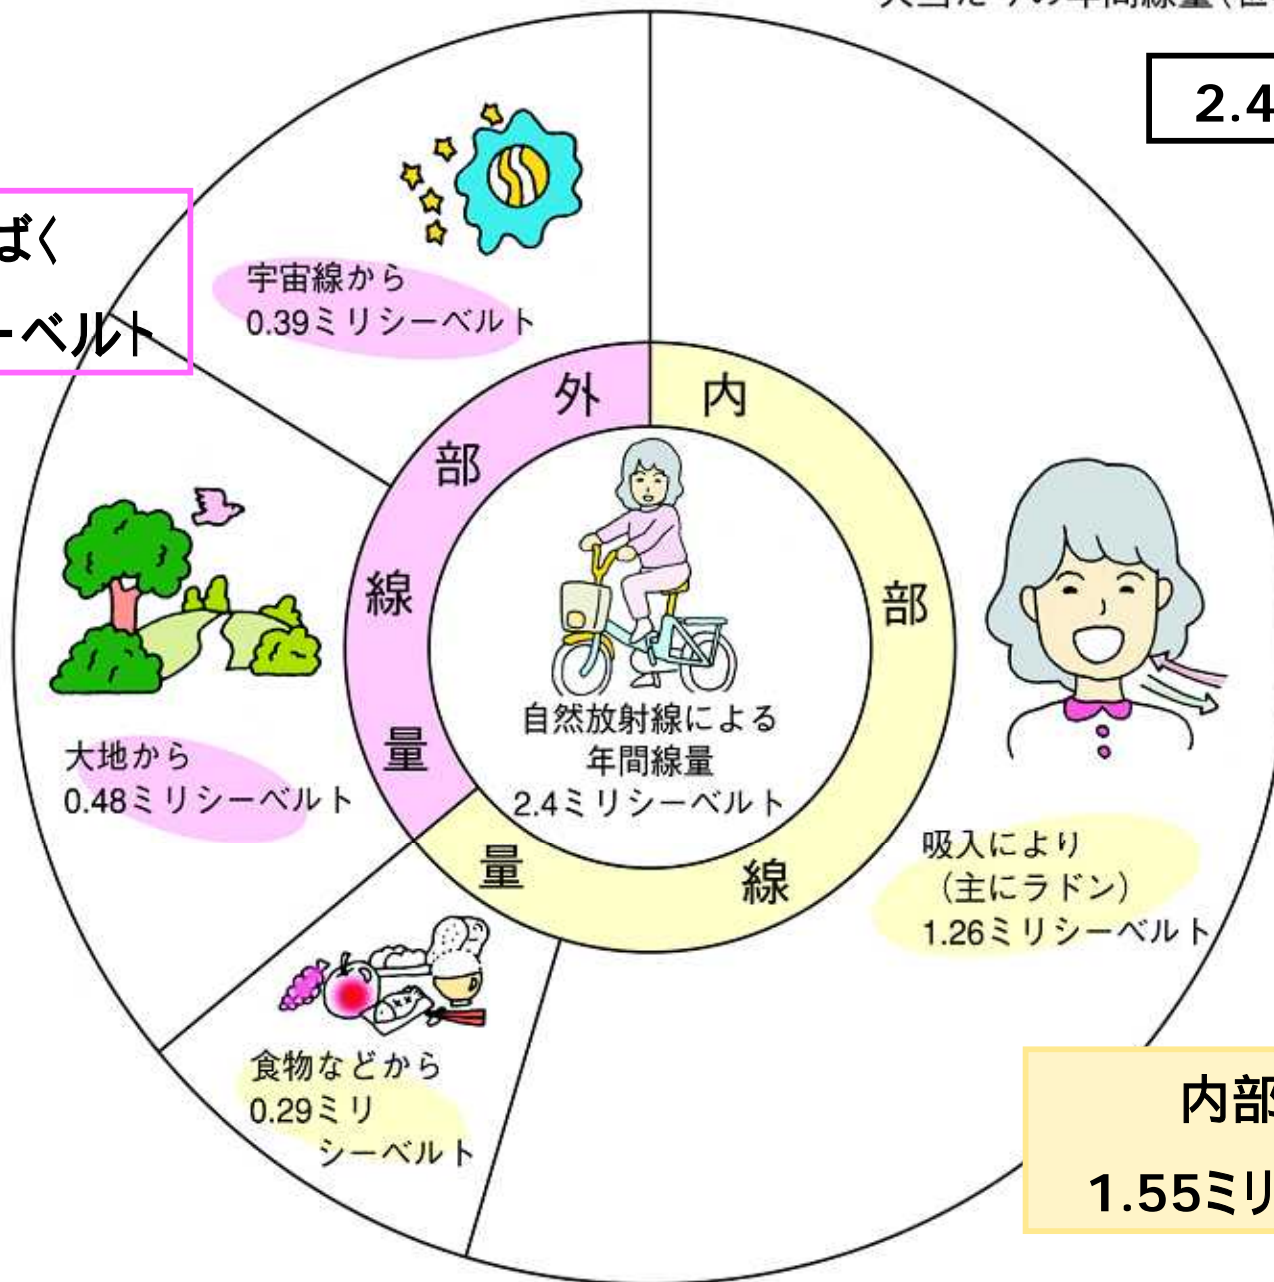 2.4
ばく
ーベルト
宇宙線から
0.39ミリシーベルト
外部線量
内部線量
自然放射線による
年間線量
2.4ミリシーベルト
大地から
0.48ミリシーベルト
吸入により
（主にラドン）
1.26ミリシーベルト
食物などから
0.29ミリ
シーベルト
内部
1.55ミリ